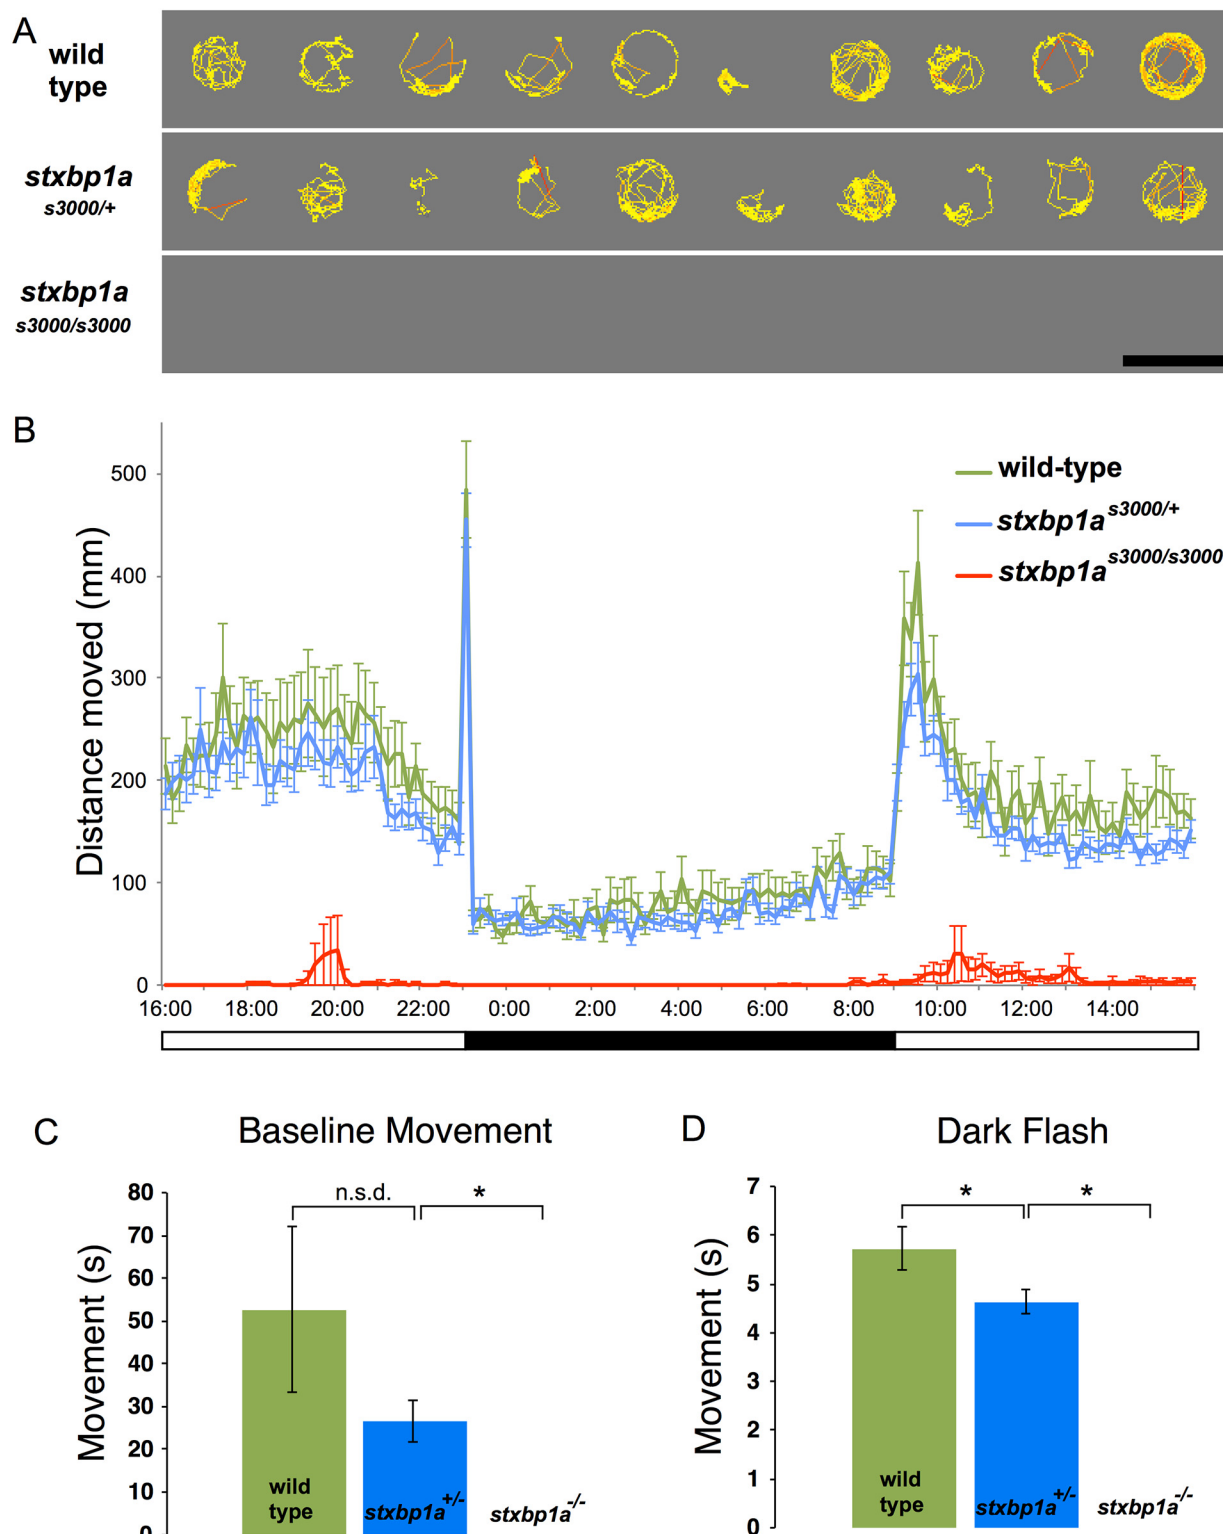 A
wild
type
stxbp1a
s3000/+
stxbp1a
s3000/s3000
B
Distance moved (mm)
500
400
300
200
100
0
wild-type
stxbp1a s3000/+
stxbp1a s3000/s3000
16:00 18:00 20:00 22:00 0:00 2:00 4:00 6:00 8:00 10:00 12:00 14:00
C
Baseline Movement
Movement (s)
80
70
60
50
40
30
20
10
0
n.s.d.
*
wild
type
stxbp1a+/-
stxbp1a-/-
D
Dark Flash
Movement (s)
7
6
5
4
3
2
1
0
*
*
wild
type
stxbp1a+/-
stxbp1a-/-